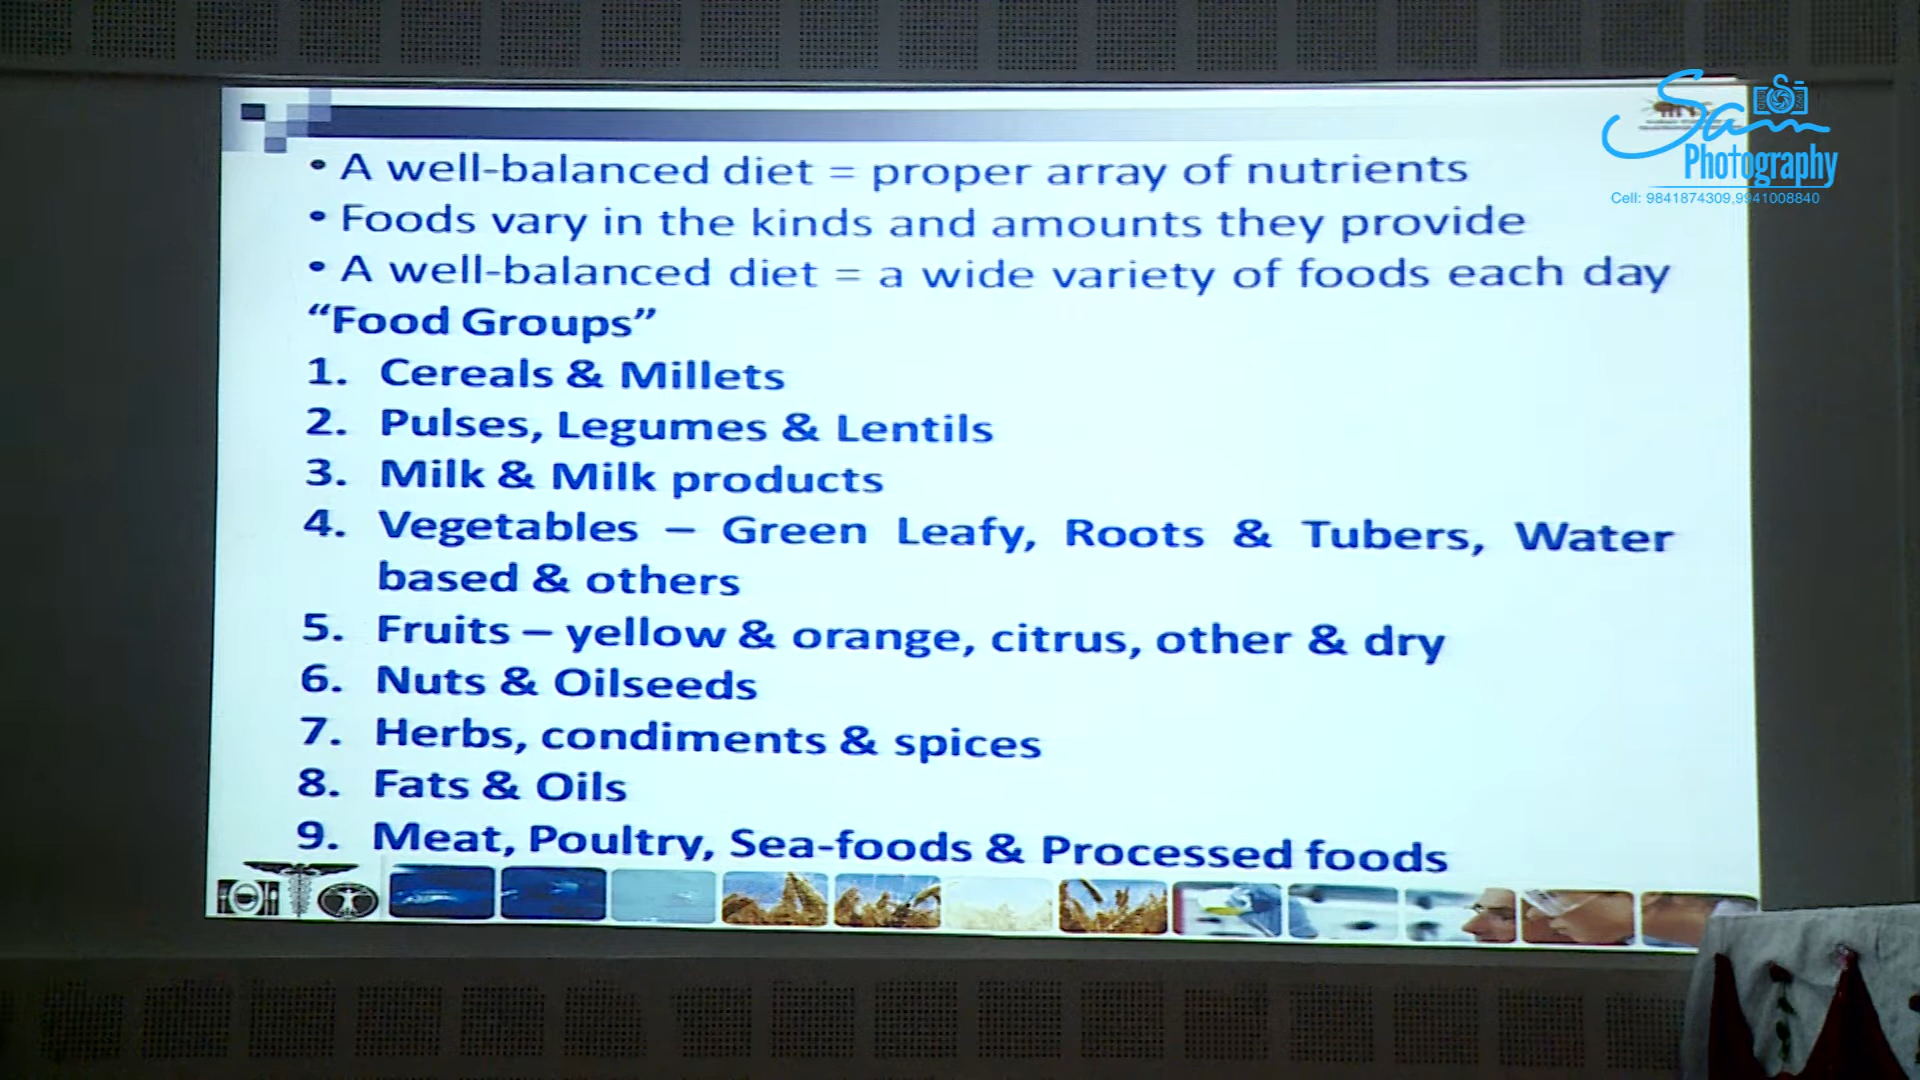 Sam
Photography
Cell: 9841874309,9941008840
• A well-balanced diet = proper array of nutrients
• Foods vary in the kinds and amounts they provide
• A well-balanced diet = a wide variety of foods each day
“Food Groups”
1. Cereals & Millets
2. Pulses, Legumes & Lentils
3. Milk & Milk products
4. Vegetables – Green Leafy, Roots & Tubers, Water
based & others
5. Fruits – yellow & orange, citrus, other & dry
6. Nuts & Oilseeds
7. Herbs, condiments & spices
8. Fats & Oils
9. Meat, Poultry, Sea-foods & Processed foods